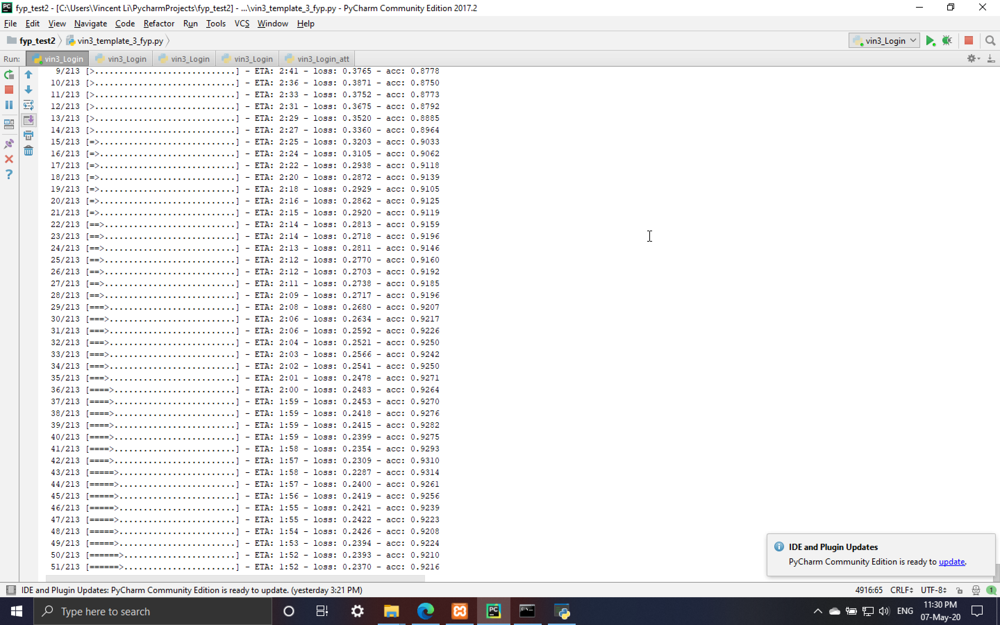 fyp_test2 - [C:\Users\Vincent Li\PycharmProjects\fyp_test2] - ...\vin3_template_3_fyp.py - PyCharm Community Edition 2017.2
File Edit View Navigate Code Refactor Run Tools VCS Window Help
fyp_test2 vin3_template_3_fyp.py vin3_Login
Run: vin3_Login vin3_Login vin3_Login vin3_Login vin3_Login_att
9/213 [>.............................] - ETA: 2:41 - loss: 0.3765 - acc: 0.8778
10/213 [>.............................] - ETA: 2:36 - loss: 0.3871 - acc: 0.8750
11/213 [>.............................] - ETA: 2:33 - loss: 0.3752 - acc: 0.8773
12/213 [>.............................] - ETA: 2:31 - loss: 0.3675 - acc: 0.8792
13/213 [>.............................] - ETA: 2:29 - loss: 0.3520 - acc: 0.8885
14/213 [>.............................] - ETA: 2:27 - loss: 0.3360 - acc: 0.8964
15/213 [=>............................] - ETA: 2:25 - loss: 0.3203 - acc: 0.9033
16/213 [=>............................] - ETA: 2:24 - loss: 0.3105 - acc: 0.9062
17/213 [=>............................] - ETA: 2:22 - loss: 0.2938 - acc: 0.9118
18/213 [=>............................] - ETA: 2:20 - loss: 0.2872 - acc: 0.9139
19/213 [=>............................] - ETA: 2:18 - loss: 0.2929 - acc: 0.9105
20/213 [=>............................] - ETA: 2:16 - loss: 0.2862 - acc: 0.9125
21/213 [=>............................] - ETA: 2:15 - loss: 0.2920 - acc: 0.9119
22/213 [==>...........................] - ETA: 2:14 - loss: 0.2813 - acc: 0.9159
23/213 [==>...........................] - ETA: 2:14 - loss: 0.2718 - acc: 0.9196
24/213 [==>...........................] - ETA: 2:13 - loss: 0.2811 - acc: 0.9146
25/213 [==>...........................] - ETA: 2:12 - loss: 0.2770 - acc: 0.9160
26/213 [==>...........................] - ETA: 2:12 - loss: 0.2703 - acc: 0.9192
27/213 [==>...........................] - ETA: 2:11 - loss: 0.2738 - acc: 0.9185
28/213 [==>...........................] - ETA: 2:09 - loss: 0.2717 - acc: 0.9196
29/213 [===>..........................] - ETA: 2:08 - loss: 0.2680 - acc: 0.9207
30/213 [===>..........................] - ETA: 2:06 - loss: 0.2634 - acc: 0.9217
31/213 [===>..........................] - ETA: 2:06 - loss: 0.2592 - acc: 0.9226
32/213 [===>..........................] - ETA: 2:04 - loss: 0.2521 - acc: 0.9250
33/213 [===>..........................] - ETA: 2:03 - loss: 0.2566 - acc: 0.9242
34/213 [===>..........................] - ETA: 2:02 - loss: 0.2541 - acc: 0.9250
35/213 [===>..........................] - ETA: 2:01 - loss: 0.2478 - acc: 0.9271
36/213 [====>.........................] - ETA: 2:00 - loss: 0.2483 - acc: 0.9264
37/213 [====>.........................] - ETA: 1:59 - loss: 0.2453 - acc: 0.9270
38/213 [====>.........................] - ETA: 1:59 - loss: 0.2418 - acc: 0.9276
39/213 [====>.........................] - ETA: 1:59 - loss: 0.2415 - acc: 0.9282
40/213 [====>.........................] - ETA: 1:59 - loss: 0.2399 - acc: 0.9275
41/213 [====>.........................] - ETA: 1:58 - loss: 0.2354 - acc: 0.9293
42/213 [====>.........................] - ETA: 1:57 - loss: 0.2309 - acc: 0.9310
43/213 [=====>........................] - ETA: 1:58 - loss: 0.2287 - acc: 0.9314
44/213 [=====>........................] - ETA: 1:57 - loss: 0.2400 - acc: 0.9261
45/213 [=====>........................] - ETA: 1:56 - loss: 0.2419 - acc: 0.9256
46/213 [=====>........................] - ETA: 1:55 - loss: 0.2421 - acc: 0.9239
47/213 [=====>........................] - ETA: 1:55 - loss: 0.2422 - acc: 0.9223
48/213 [=====>........................] - ETA: 1:54 - loss: 0.2426 - acc: 0.9208
49/213 [=====>........................] - ETA: 1:53 - loss: 0.2394 - acc: 0.9224
50/213 [======>.......................] - ETA: 1:52 - loss: 0.2393 - acc: 0.9210
51/213 [======>.......................] - ETA: 1:52 - loss: 0.2370 - acc: 0.9216
IDE and Plugin Updates
PyCharm Community Edition is ready to update.
IDE and Plugin Updates: PyCharm Community Edition is ready to update. (yesterday 3:21 PM) 4916:65 CRLF UTF-8 1
Type here to search
ENG
11:30 PM
07-May-20